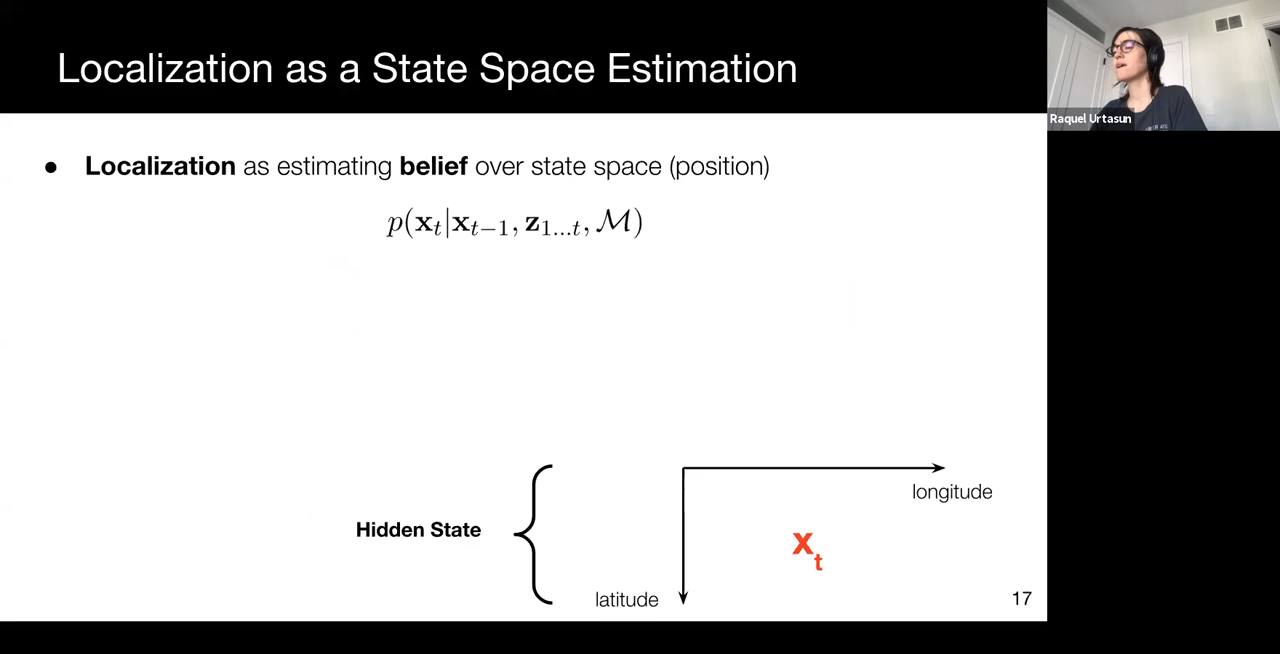 Localization as a State Space Estimation
Raquel Urtasun
● Localization as estimating belief over state space (position)
p(x_t|x_{t−1}, z_{1...t}, M)
longitude
Hidden State
x_t
latitude
17